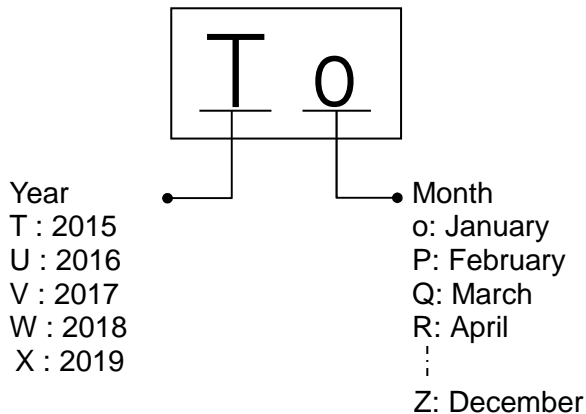 T o
Year
T : 2015
U : 2016
V : 2017
W : 2018
X : 2019
Month
o: January
P: February
Q: March
R: April
Z: December